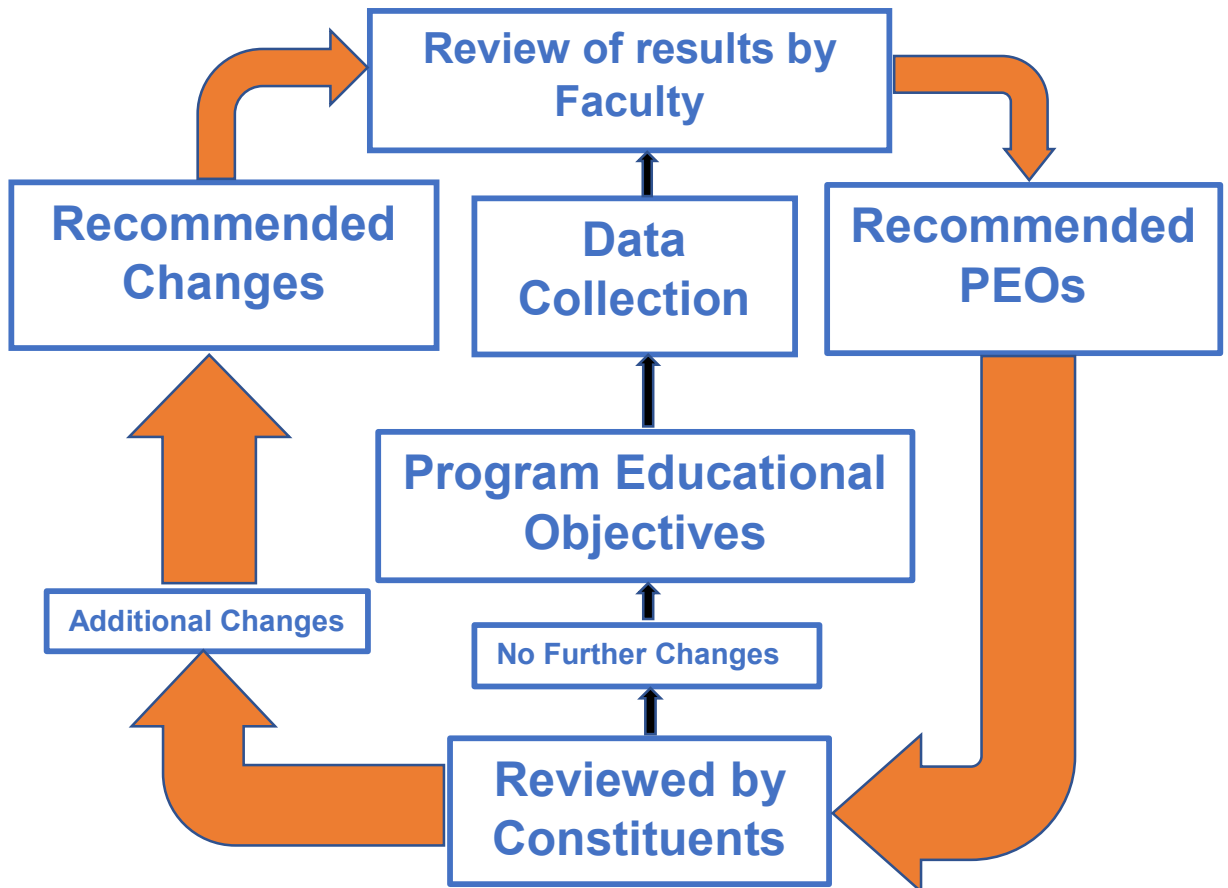 Review of results by
Faculty
Recommended
Changes
Data
Collection
Recommended
PEOs
Program Educational
Objectives
Additional Changes
No Further Changes
Reviewed by
Constituents